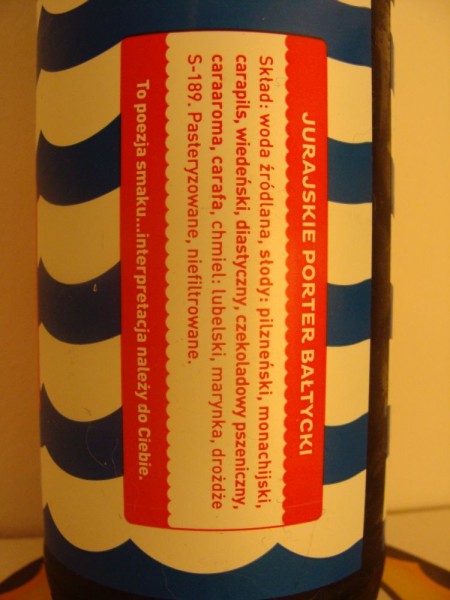 JURAJSKIE PORTER BAŁTYCKI
Skład: woda źródlana, słody: pilzneński, monachijski,
carapils, wiedeński, diastyczny, czekoladowy pszeniczny,
caraaroma, carafa, chmiel: lubelski, marynka, drożdże
S-189. Pasteryzowane, niefiltrowane.
To poezja smaku...interpretacja należy do Ciebie.